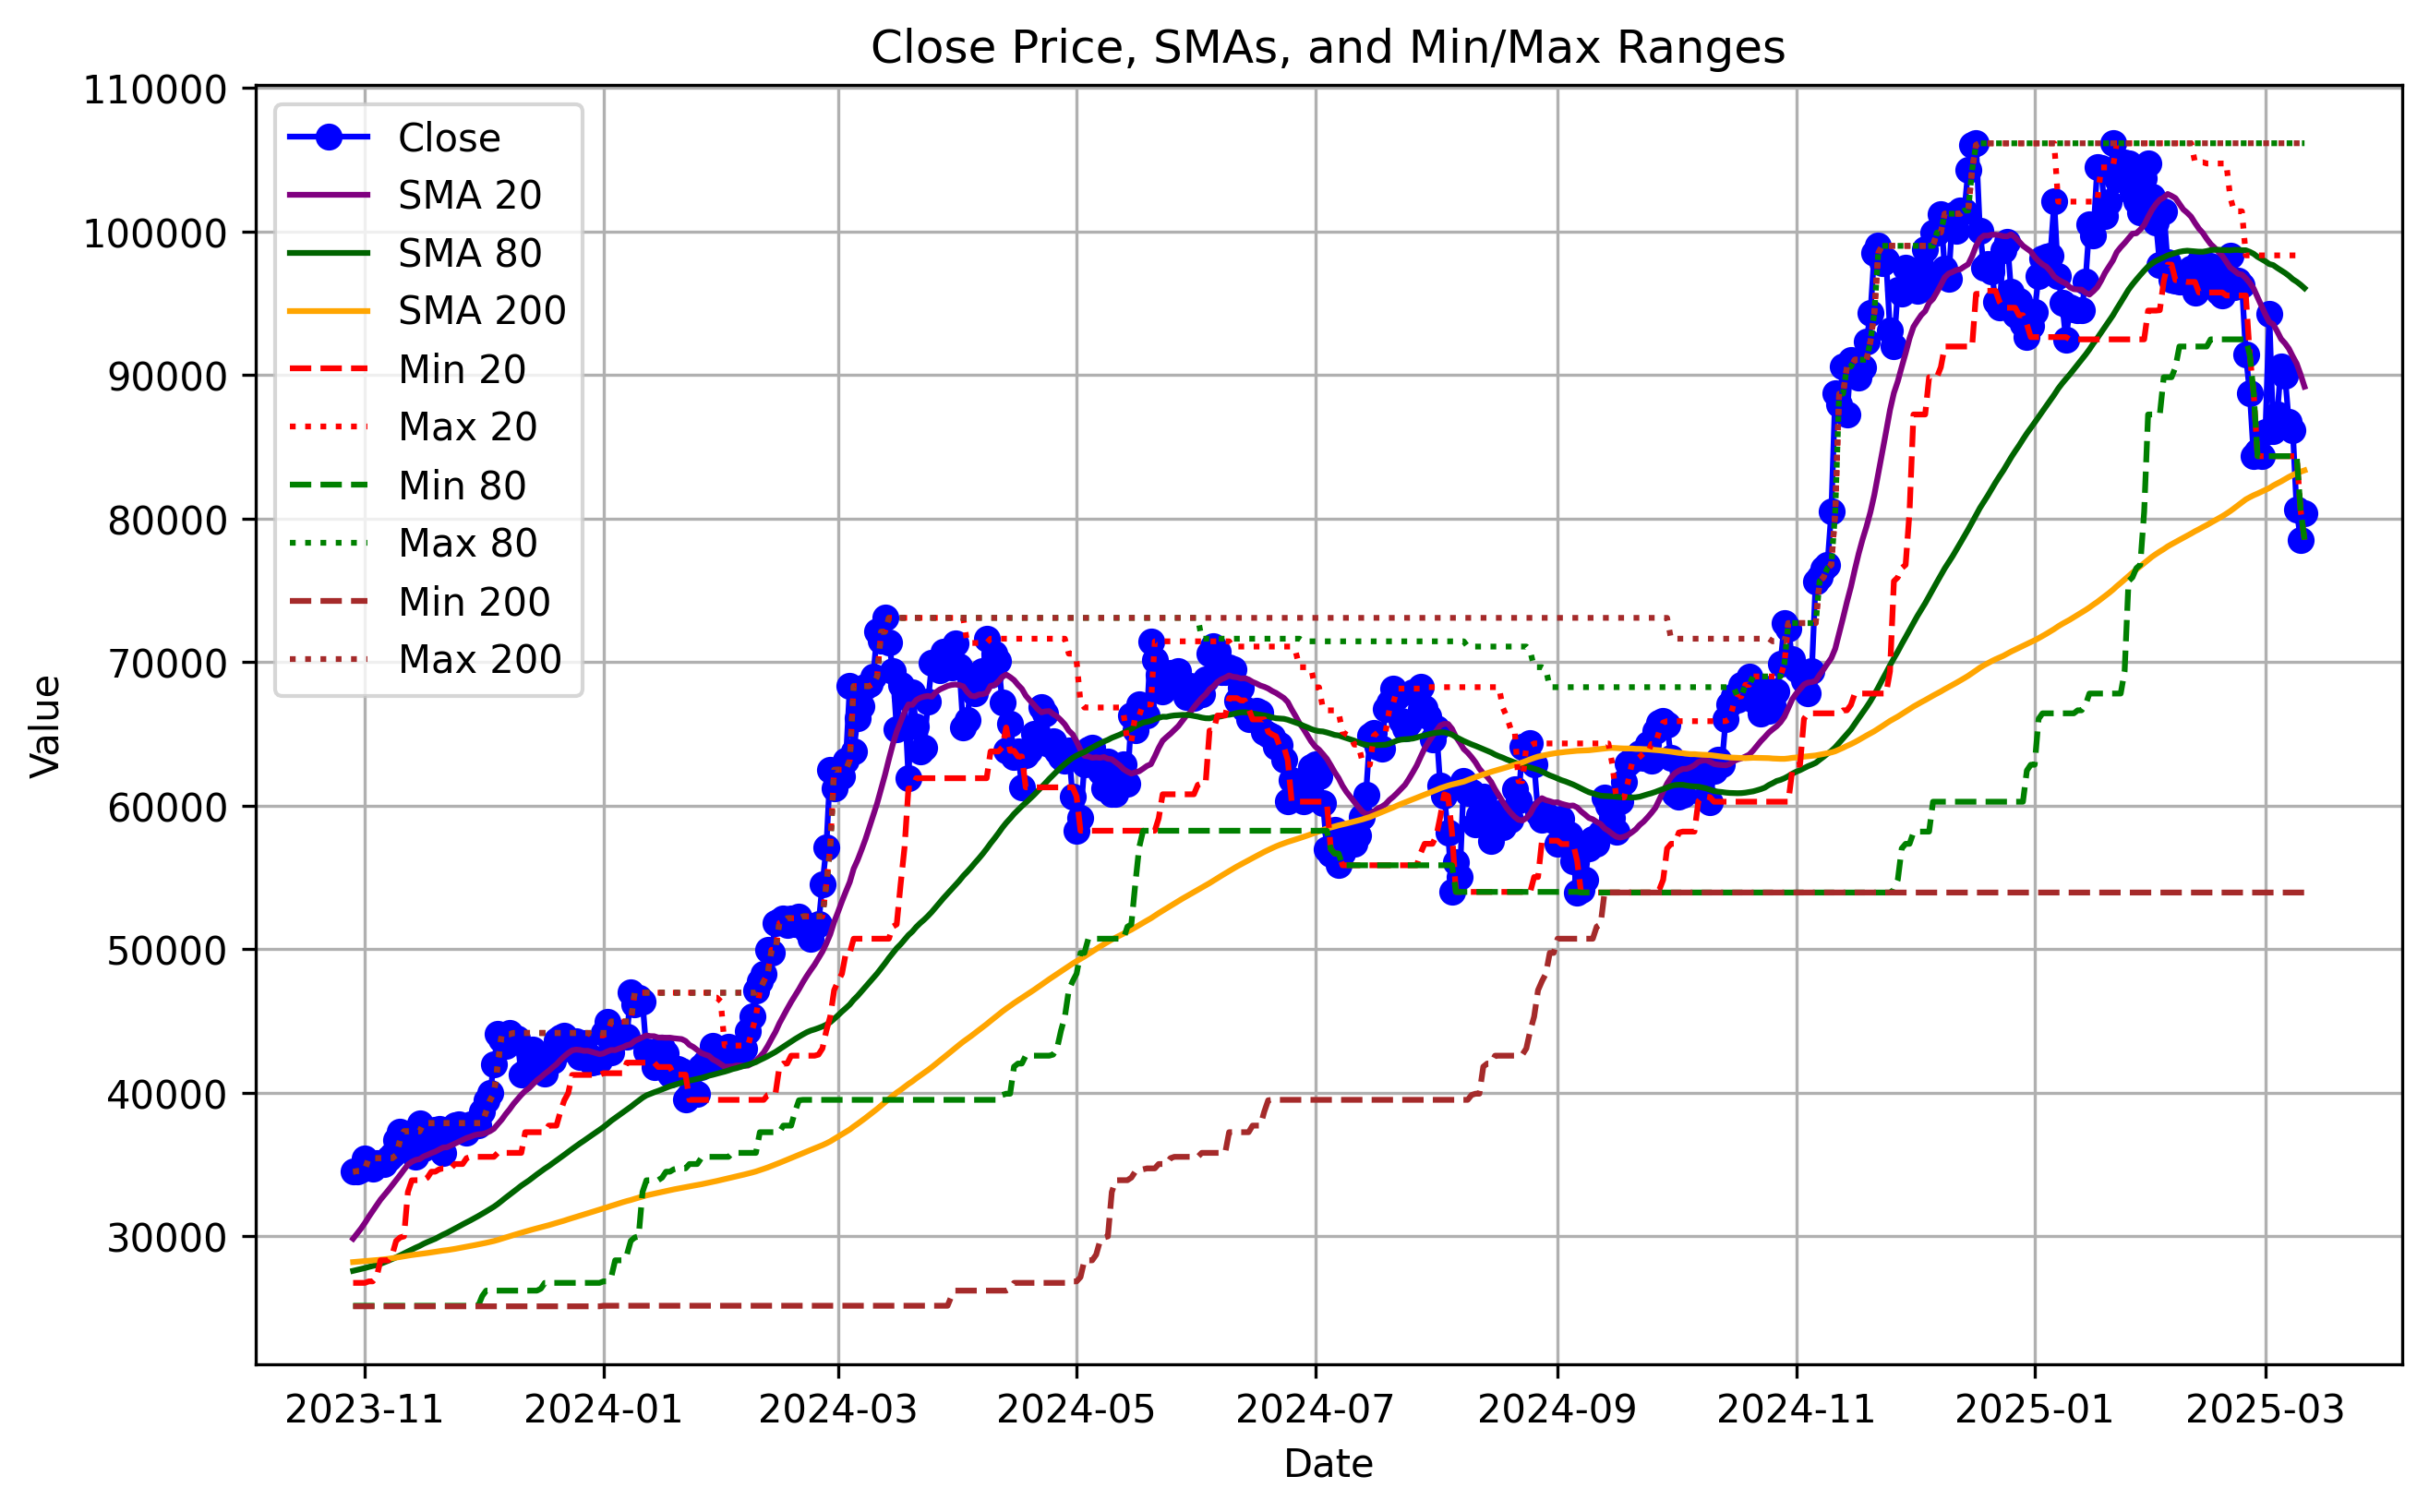 Close Price, SMAs, and Min/Max Ranges
110000
100000
90000
80000
70000
60000
50000
40000
30000
Value
Close
SMA 20
SMA 80
SMA 200
Min 20
Max 20
Min 80
Max 80
Min 200
Max 200
2023-11 2024-01 2024-03 2024-05 2024-07 2024-09 2024-11 2025-01 2025-03
Date